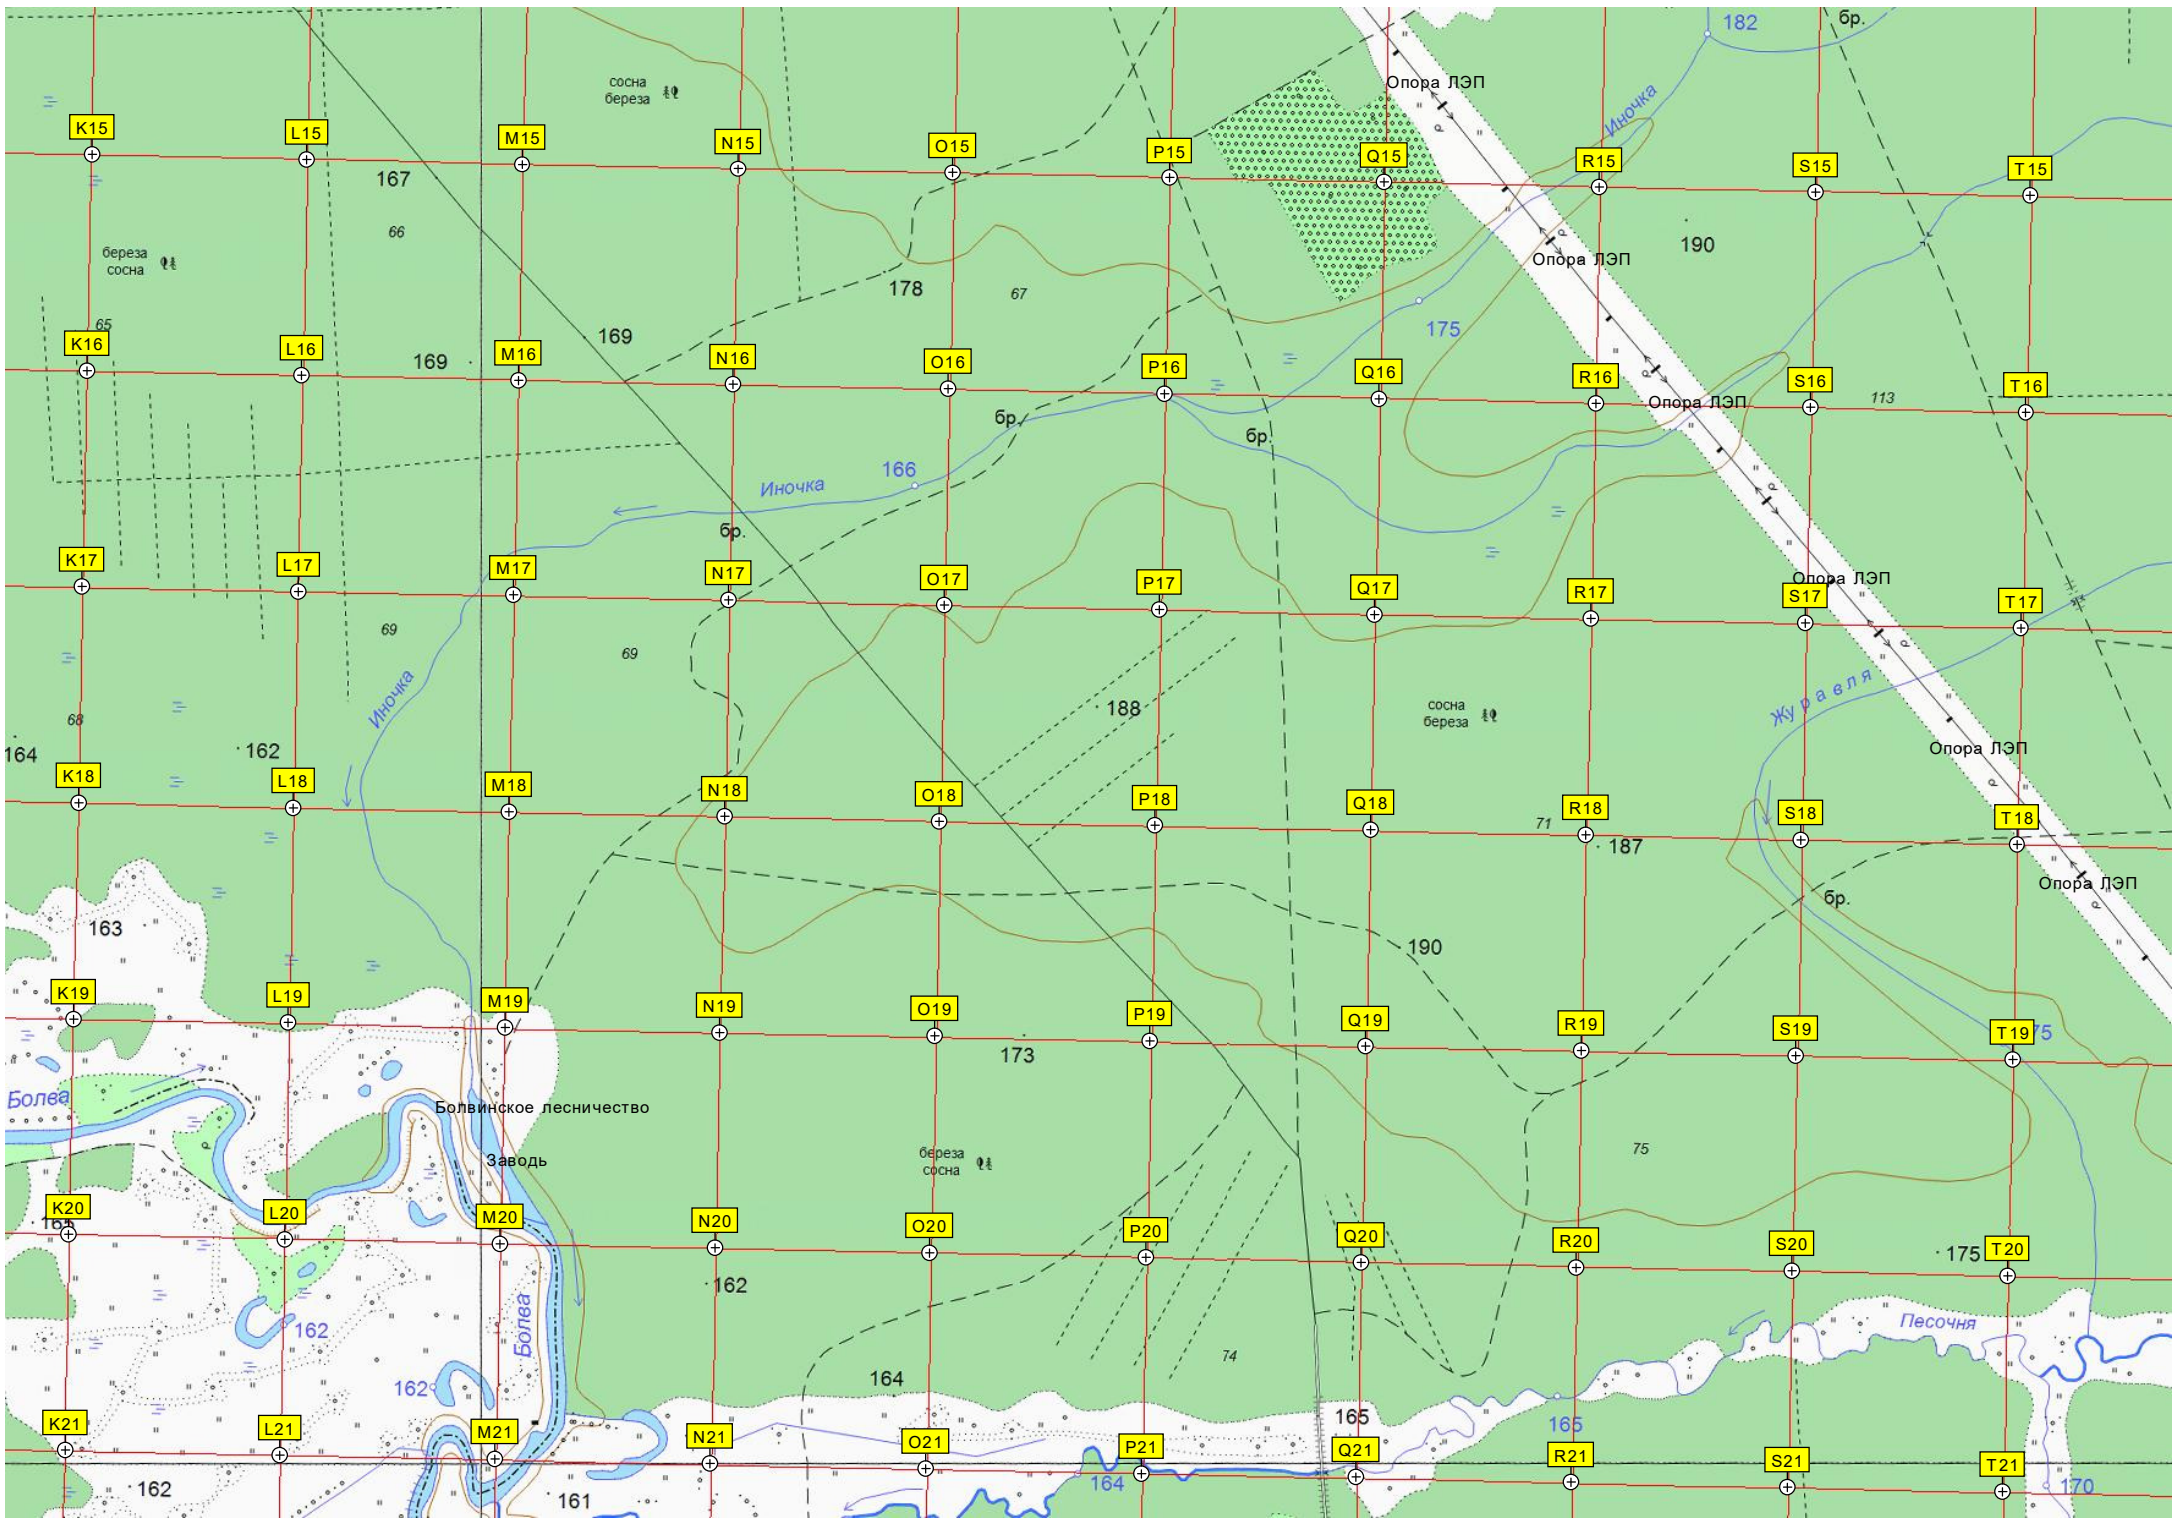 182
бр.
Опора ЛЭП
сосна
береза
Иночка
K15
L15
M15
N15
O15
P15
Q15
R15
S15
T15
167
66
береза
сосна
190
Опора ЛЭП
178
67
65
169
175
K16
L16
169
M16
N16
O16
P16
Q16
R16
S16
T16
Опора ЛЭП
113
бр.
бр.
166
Иночка
бр.
K17
L17
M17
N17
O17
P17
Q17
R17
Опора ЛЭП
S17
T17
69
69
Иночка
68
188
сосна
береза
Журавля
164
162
Опора ЛЭП
K18
L18
M18
N18
O18
P18
Q18
R18
S18
T18
71
187
Опора ЛЭП
бр.
163
190
K19
L19
M19
N19
O19
P19
Q19
R19
S19
T19
75
173
Болва
Болвинское лесничество
береза
сосна
75
Заводь
K20
L20
M20
N20
O20
P20
Q20
R20
S20
T20
175
162
162
Болва
Песочня
74
162
164
165
165
K21
L21
M21
N21
O21
P21
Q21
R21
S21
T21
162
161
164
170